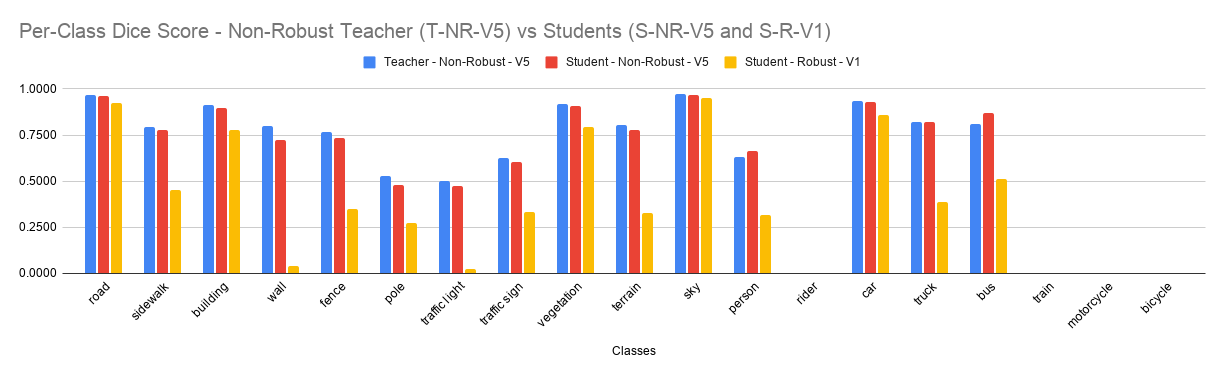 Per-Class Dice Score - Non-Robust Teacher (T-NR-V5) vs Students (S-NR-V5 and S-R-V1)
Teacher - Non-Robust - V5 Student - Non-Robust - V5 Student - Robust - V1
1.0000
0.7500
0.5000
0.2500
0.0000
road sidewalk building wall fence pole traffic light traffic sign vegetation terrain sky person rider car truck bus train motorcycle bicycle
Classes